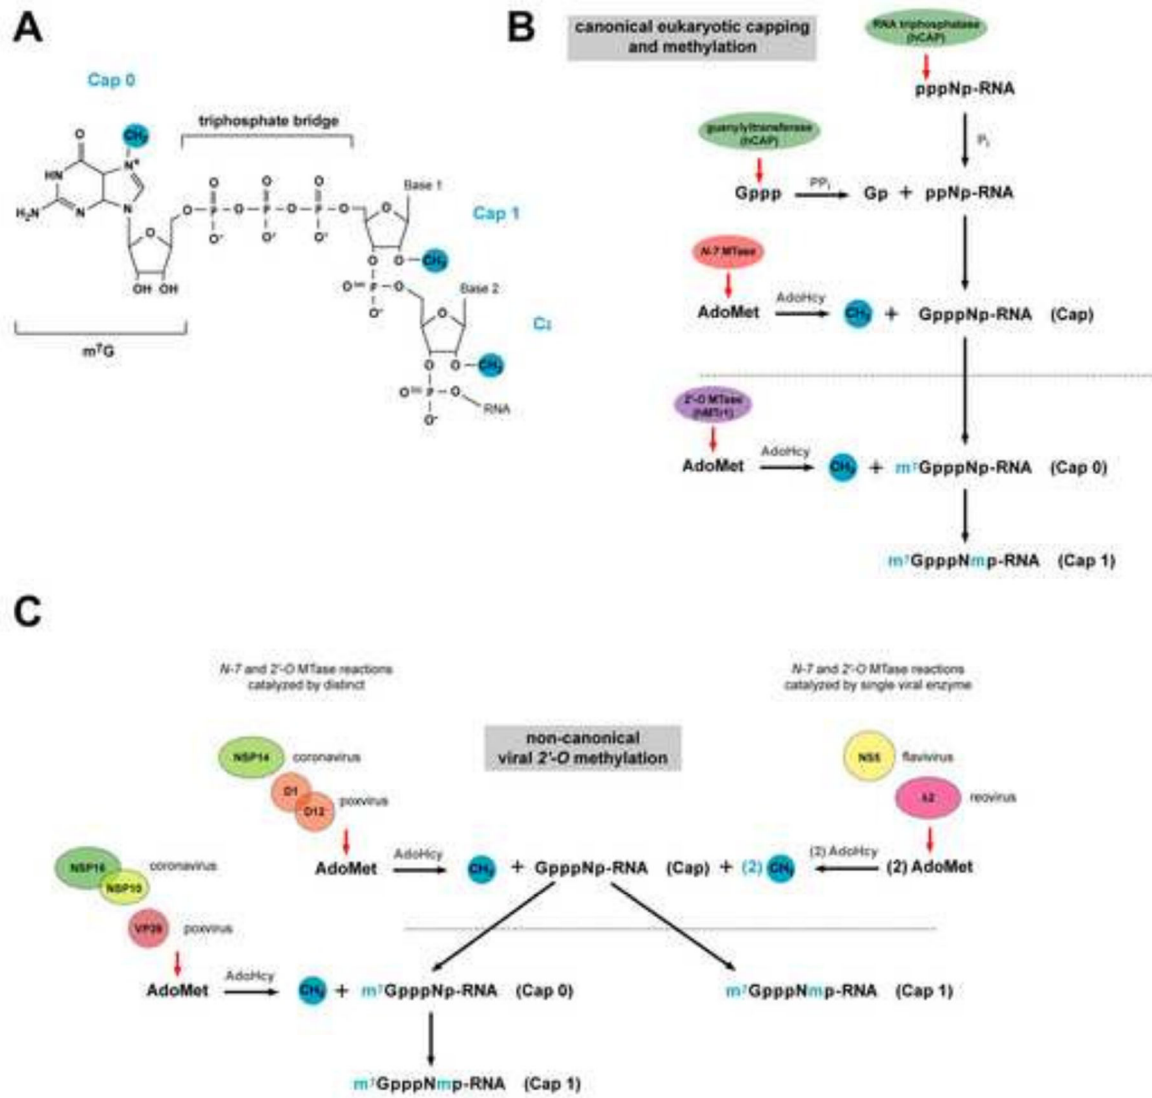 A
Cap 0
CH₃
triphosphate bridge
O
HN
N⁺
H₂N
N
N
O
OH OH
m⁷G
O
O
O
O
P
O
P
O
P
O
O⁻
O⁻
O⁻
Base 1
O
Cap 1
O
O
CH₃
O
P
O
O⁻
Base 2
O
O
O
CH₃
O
P
O
RNA
O⁻
B
canonical eukaryotic capping
and methylation
RNA triphosphatase
(hCAP)
pppNp-RNA
Pᵢ
guanylyltransferase
(hCAP)
Gppp
PPᵢ
Gp + ppNp-RNA
N-7 MTase
AdoMet
AdoHcy
CH₃ + GpppNp-RNA (Cap)
2'-O MTase
(hMTr1)
AdoMet
AdoHcy
CH₃ + m⁷GpppNp-RNA (Cap 0)
m⁷GpppNmp-RNA (Cap 1)
C
N-7 and 2'-O MTase reactions
catalyzed by distinct
N-7 and 2'-O MTase reactions
catalyzed by single viral enzyme
non-canonical
viral 2'-O methylation
NSP14 coronavirus
D1
D12
poxvirus
NS5 flavivirus
λ2 reovirus
AdoMet
AdoHcy
CH₃ + GpppNp-RNA (Cap) + (2) CH₃
(2) AdoHcy
(2) AdoMet
NSP16
NSP10
coronavirus
VP39 poxvirus
AdoMet
AdoHcy
CH₃ + m⁷GpppNp-RNA (Cap 0)
m⁷GpppNmp-RNA (Cap 1)
m⁷GpppNmp-RNA (Cap 1)